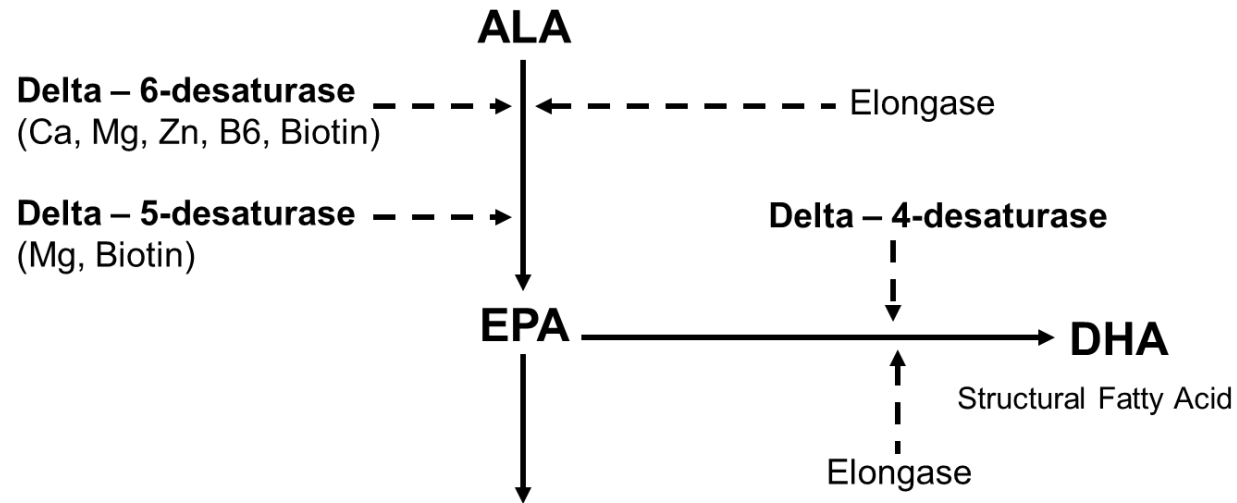 ALA
Delta – 6-desaturase
(Ca, Mg, Zn, B6, Biotin)
Elongase
Delta – 5-desaturase
(Mg, Biotin)
Delta – 4-desaturase
EPA
DHA
Structural Fatty Acid
Elongase